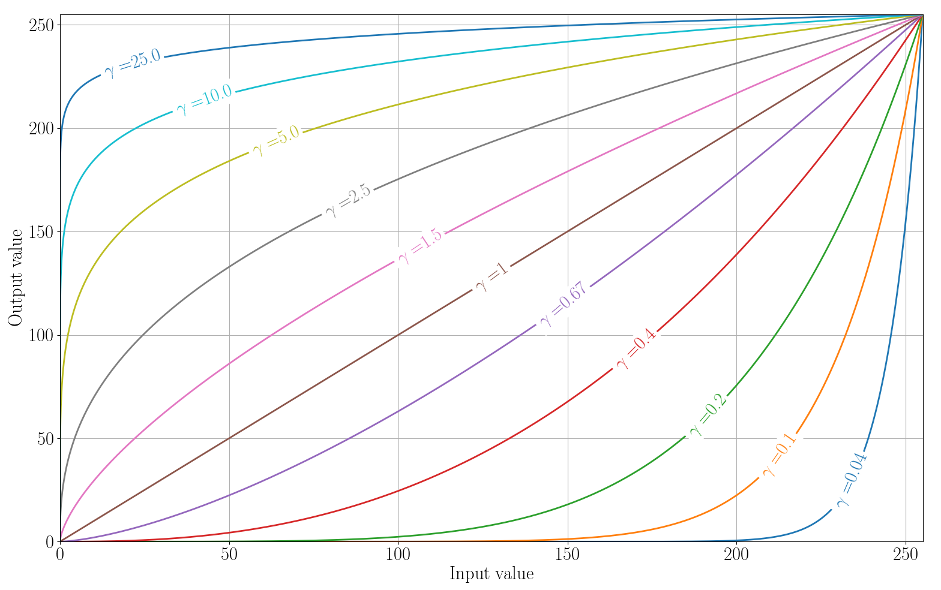 250
200
150
100
50
0
Output value
γ =25.0
γ =10.0
γ =5.0
γ =2.5
γ =1.5
γ =1
γ =0.67
γ =0.4
γ =0.2
γ =0.1
γ =0.04
0 50 100 150 200 250
Input value